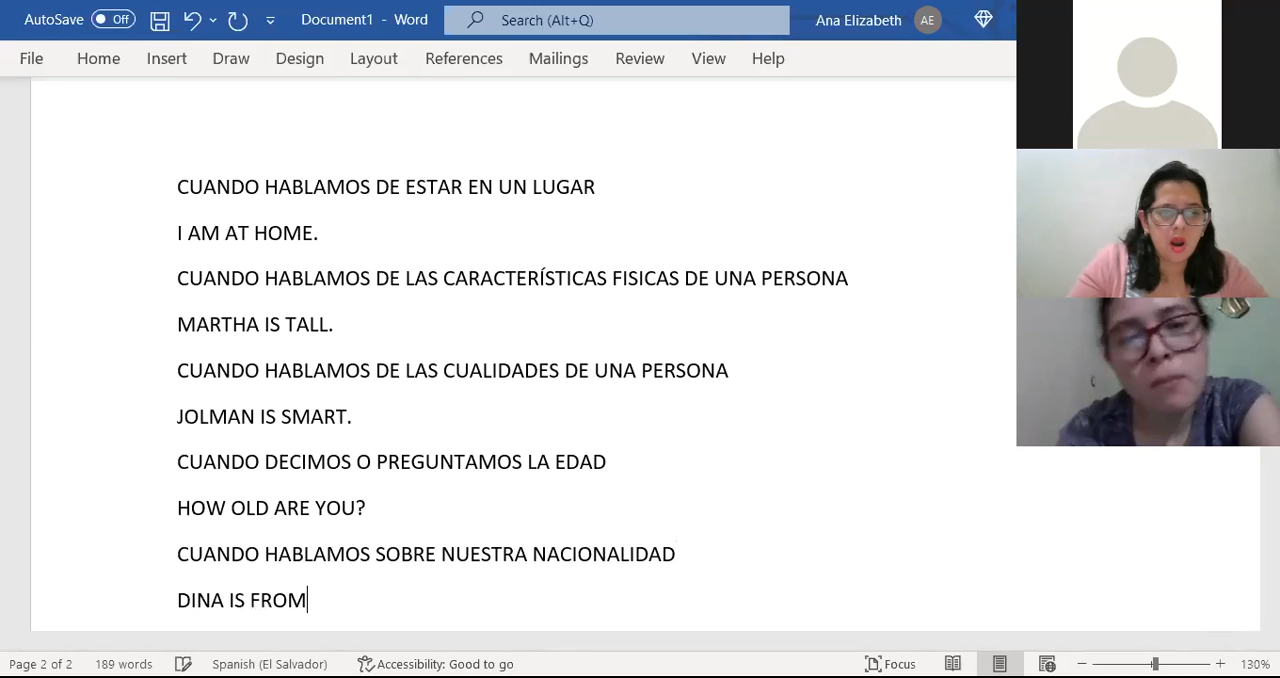 AutoSave Off Document1 - Word Search (Alt+Q) Ana Elizabeth AE
File Home Insert Draw Design Layout References Mailings Review View Help
CUANDO HABLAMOS DE ESTAR EN UN LUGAR
I AM AT HOME.
CUANDO HABLAMOS DE LAS CARACTERÍSTICAS FISICAS DE UNA PERSONA
MARTHA IS TALL.
CUANDO HABLAMOS DE LAS CUALIDADES DE UNA PERSONA
JOLMAN IS SMART.
CUANDO DECIMOS O PREGUNTAMOS LA EDAD
HOW OLD ARE YOU?
CUANDO HABLAMOS SOBRE NUESTRA NACIONALIDAD
DINA IS FROM
Page 2 of 2 189 words Spanish (El Salvador) Accessibility: Good to go Focus 130%